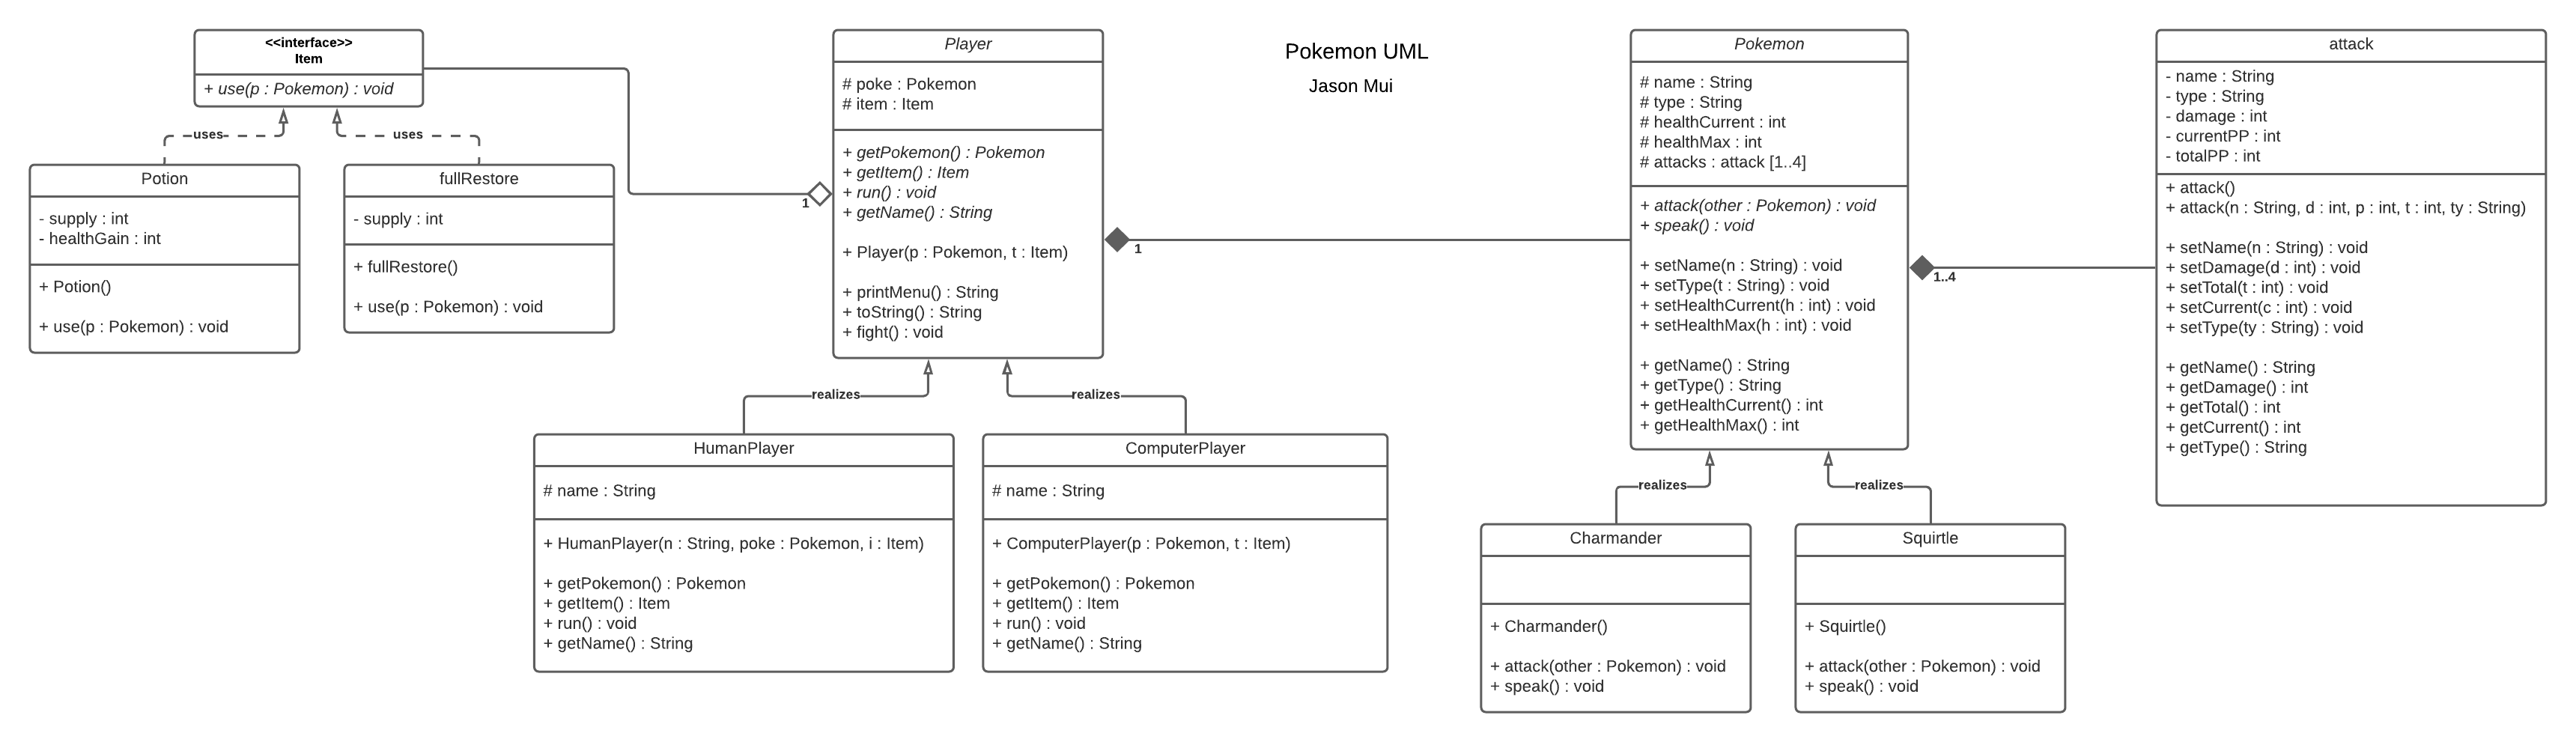 Pokemon UML
Jason Mui
<<interface>>
Item
+ use(p : Pokemon) : void
uses
uses
Potion
- supply : int
- healthGain : int
+ Potion()
+ use(p : Pokemon) : void
fullRestore
- supply : int
+ fullRestore()
+ use(p : Pokemon) : void
1
Player
# poke : Pokemon
# item : Item
+ getPokemon() : Pokemon
+ getItem() : Item
+ run() : void
+ getName() : String
+ Player(p : Pokemon, t : Item)
+ printMenu() : String
+ toString() : String
+ fight() : void
1
realizes
realizes
HumanPlayer
# name : String
+ HumanPlayer(n : String, poke : Pokemon, i : Item)
+ getPokemon() : Pokemon
+ getItem() : Item
+ run() : void
+ getName() : String
ComputerPlayer
# name : String
+ ComputerPlayer(p : Pokemon, t : Item)
+ getPokemon() : Pokemon
+ getItem() : Item
+ run() : void
+ getName() : String
Pokemon
# name : String
# type : String
# healthCurrent : int
# healthMax : int
# attacks : attack [1..4]
+ attack(other : Pokemon) : void
+ speak() : void
+ setName(n : String) : void
+ setType(t : String) : void
+ setHealthCurrent(h : int) : void
+ setHealthMax(h : int) : void
+ getName() : String
+ getType() : String
+ getHealthCurrent() : int
+ getHealthMax() : int
1..4
realizes
realizes
Charmander
+ Charmander()
+ attack(other : Pokemon) : void
+ speak() : void
Squirtle
+ Squirtle()
+ attack(other : Pokemon) : void
+ speak() : void
attack
- name : String
- type : String
- damage : int
- currentPP : int
- totalPP : int
+ attack()
+ attack(n : String, d : int, p : int, t : int, ty : String)
+ setName(n : String) : void
+ setDamage(d : int) : void
+ setTotal(t : int) : void
+ setCurrent(c : int) : void
+ setType(ty : String) : void
+ getName() : String
+ getDamage() : int
+ getTotal() : int
+ getCurrent() : int
+ getType() : String